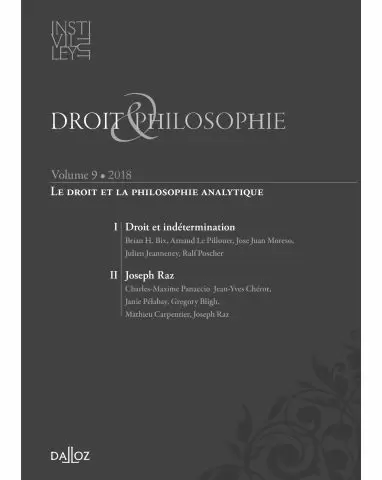 INSTI
VIL TUT
LEY
DROIT & PHILOSOPHIE
Volume 9 • 2018
LE DROIT ET LA PHILOSOPHIE ANALYTIQUE
I Droit et indétermination
Brian H. Bix, Arnaud Le Pillouer, Jose Juan Moreso,
Julien Jeanneney, Ralf Poscher
II Joseph Raz
Charles-Maxime Panaccio Jean-Yves Chérot,
Janie Pélabay, Gregory Bligh,
Mathieu Carpentier, Joseph Raz
DALLOZ